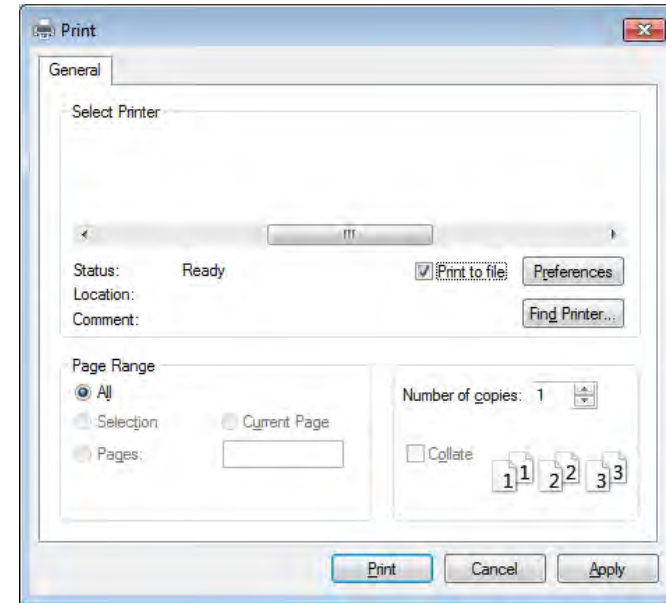 Print
General
Select Printer
Status: Ready
Print to file
Preferences
Location:
Comment:
Find Printer...
Page Range
All
Selection
Current Page
Pages:
Number of copies: 1
Collate
1 1 2 2 3 3
Print
Cancel
Apply